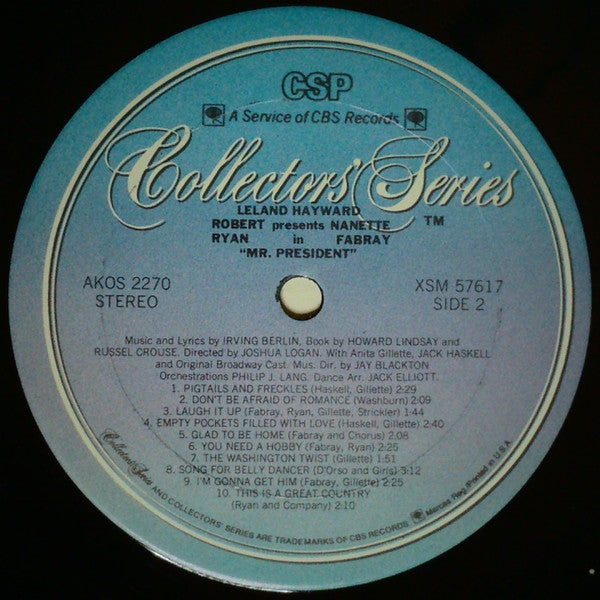 CSP
A Service of CBS Records
Collectors' Series
LELAND HAYWARD
™
ROBERT presents NANETTE
RYAN in FABRAY
"MR. PRESIDENT"
AKOS 2270
STEREO
XSM 57617
SIDE 2
Music and Lyrics by IRVING BERLIN, Book by HOWARD LINDSAY and
RUSSEL CROUSE. Directed by JOSHUA LOGAN. With Anita Gillette, JACK HASKELL
and Original Broadway Cast. Mus. Dir. by JAY BLACKTON
Orchestrations PHILIP J. LANG. Dance Arr. JACK ELLIOTT.
1. PIGTAILS AND FRECKLES (Haskell, Gillette) 2:29
2. DON'T BE AFRAID OF ROMANCE (Washburn) 2:09
3. LAUGH IT UP (Fabray, Ryan, Gillette, Strickler) 1:44
4. EMPTY POCKETS FILLED WITH LOVE (Haskell, Gillette) 2:40
5. GLAD TO BE HOME (Fabray and Chorus) 2:08
6. YOU NEED A HOBBY (Fabray, Ryan) 2:25
7. THE WASHINGTON TWIST (Gillette) 1:51
8. SONG FOR BELLY DANCER (D'Orso and Girls) 3:12
9. I'M GONNA GET HIM (Fabray, Gillette) 2:25
10. THIS IS A GREAT COUNTRY
(Ryan and Company) 2:10
Collectors' Series AND COLLECTORS' SERIES ARE TRADEMARKS OF CBS RECORDS. Marcas Reg. Printed in U.S.A.